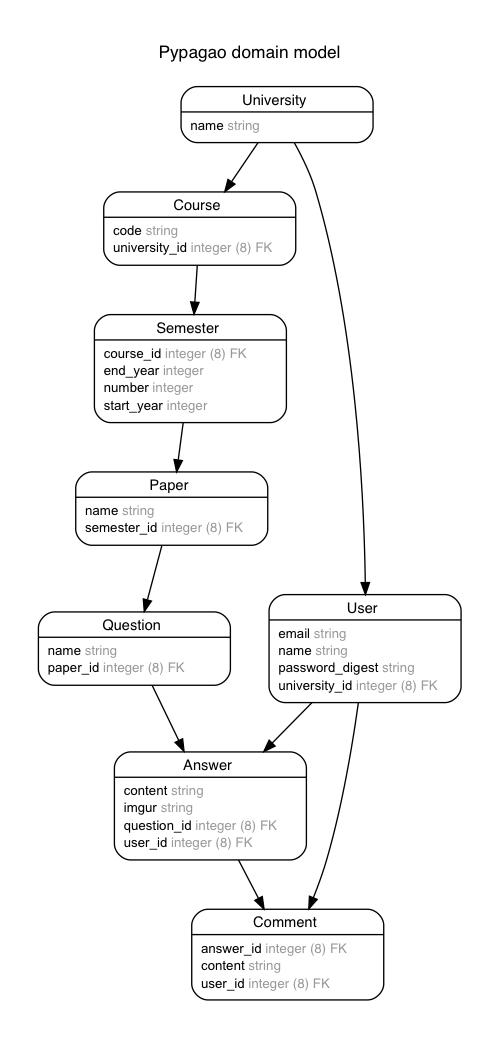 Pypagao domain model
University
name string
Course
code string
university_id integer (8) FK
Semester
course_id integer (8) FK
end_year integer
number integer
start_year integer
Paper
name string
semester_id integer (8) FK
Question
name string
paper_id integer (8) FK
User
email string
name string
password_digest string
university_id integer (8) FK
Answer
content string
imgur string
question_id integer (8) FK
user_id integer (8) FK
Comment
answer_id integer (8) FK
content string
user_id integer (8) FK